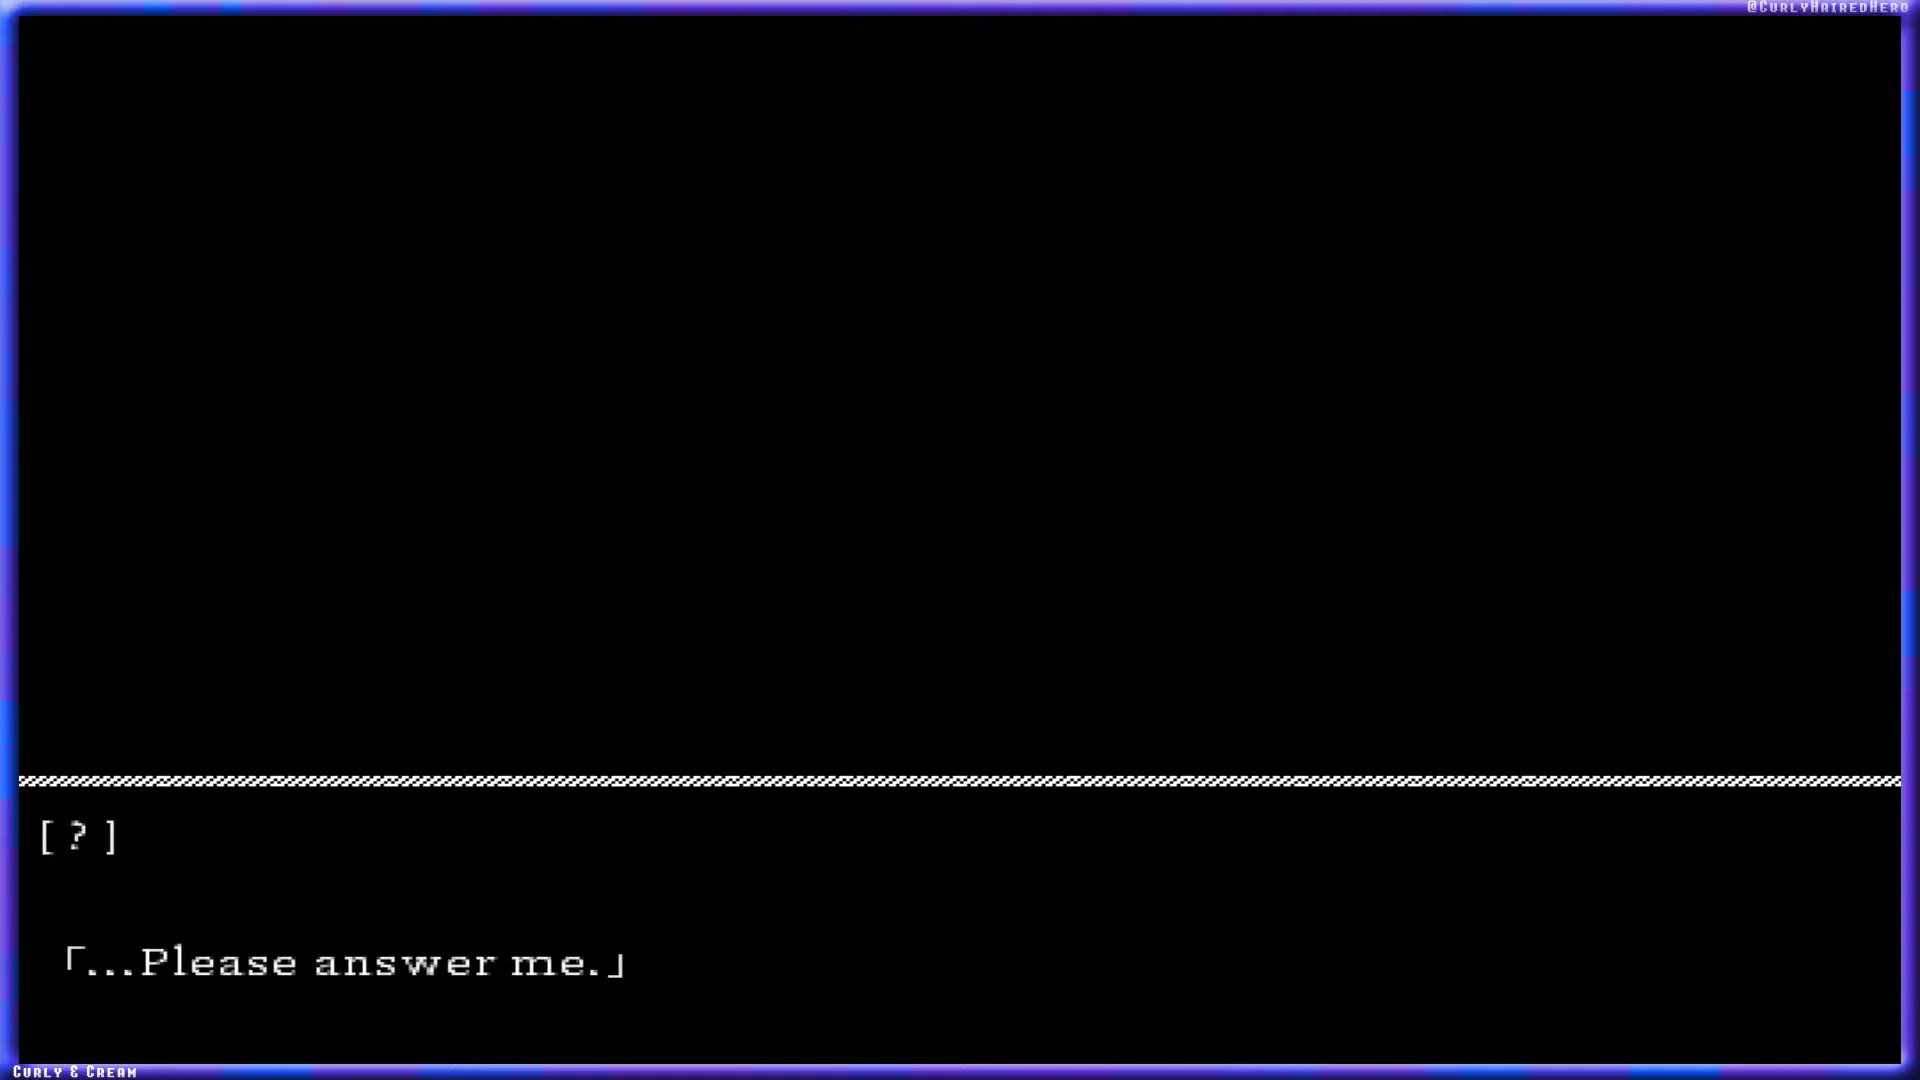 @CurlyHairedHero
[ ? ]
「...Please answer me.」
Curly & Cream